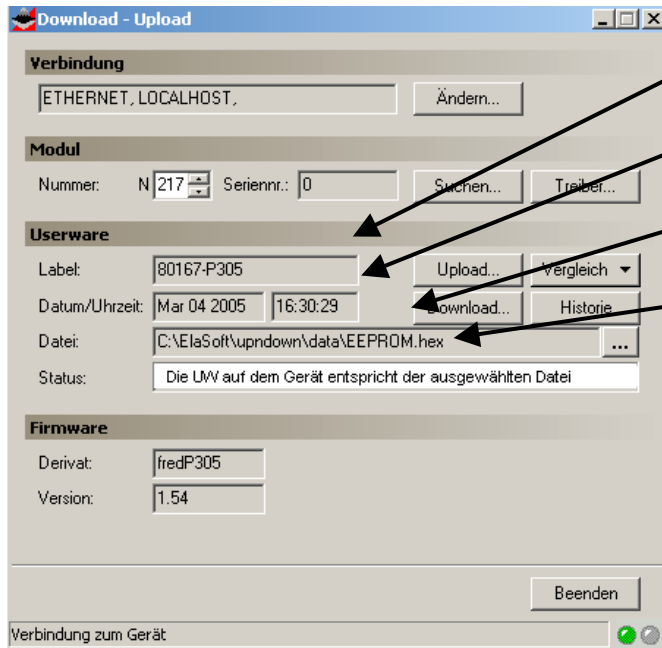 Download - Upload
Verbindung
ETHERNET, LOCALHOST,
Ändern...
Modul
Nummer: N 217 Seriennr.: 0 Suchen... Treiber...
Userware
Label: 80167-P305 Upload... Vergleich
Datum/Uhrzeit: Mar 04 2005 16:30:29 Download... Historie
Datei: C:\ElaSoft\upndown\data\EEPROM.hex ...
Status: Die UW auf dem Gerät entspricht der ausgewählten Datei
Firmware
Derivat: fredP305
Version: 1.54
Beenden
Verbindung zum Gerät